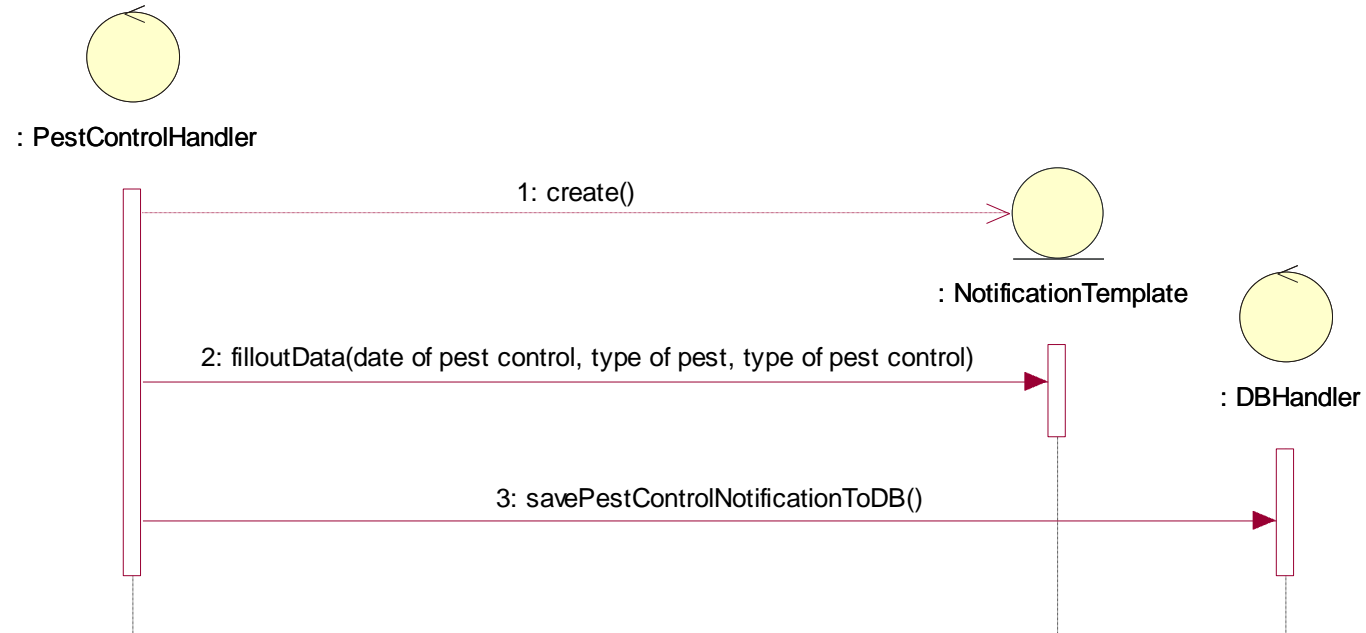 : PestControlHandler
1: create()
: NotificationTemplate
2: filloutData(date of pest control, type of pest, type of pest control)
: DBHandler
3: savePestControlNotificationToDB()